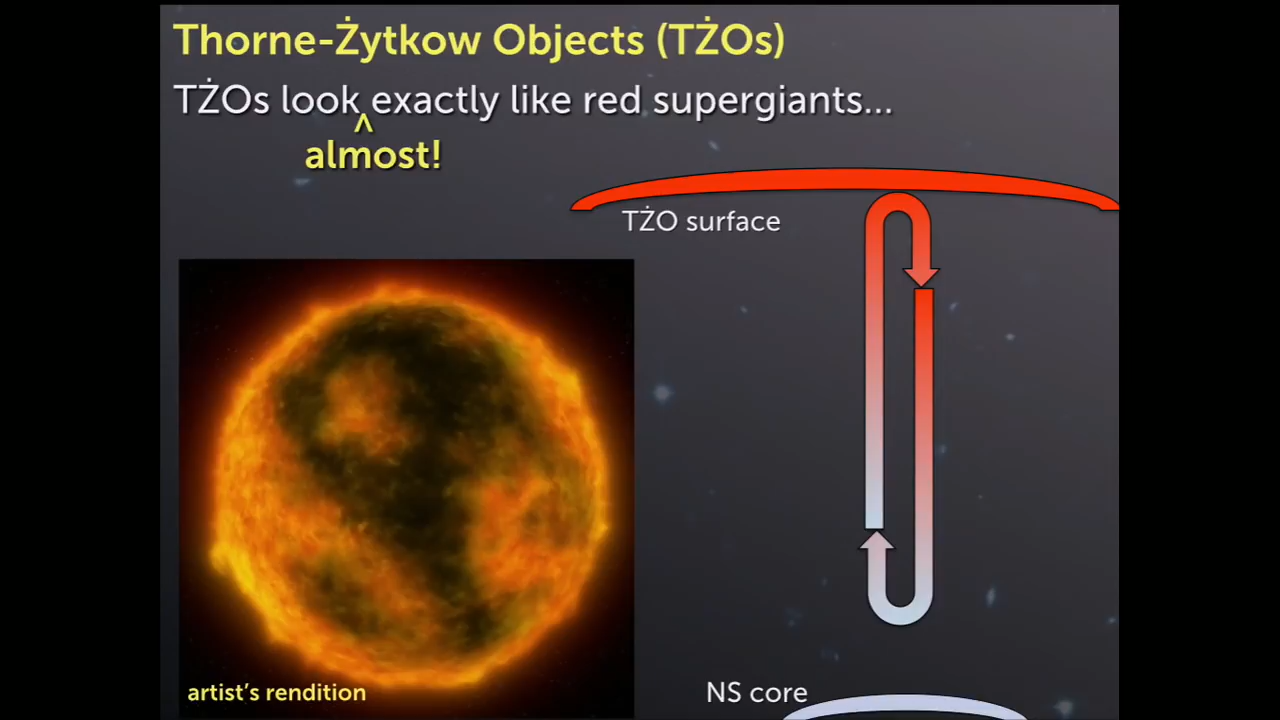 Thorne-Żytkow Objects (TŻOs)
TŻOs look ^ exactly like red supergiants...
almost!
TŻO surface
artist's rendition
NS core